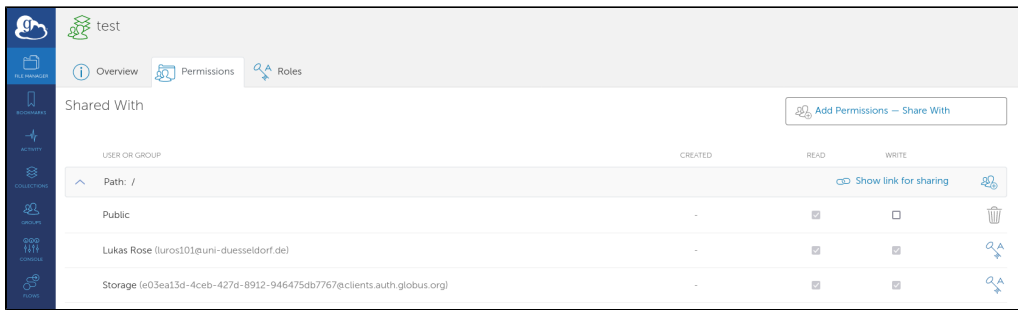 test
FILE MANAGER
Overview
Permissions
Roles
BOOKMARKS
Shared With
Add Permissions — Share With
ACTIVITY
USER OR GROUP CREATED READ WRITE
COLLECTIONS
Path: / Show link for sharing
GROUPS
Public -
CONSOLE
Lukas Rose (luros101@uni-duesseldorf.de) -
FLOWS
Storage (e03ea13d-4ceb-427d-8912-946475db7767@clients.auth.globus.org) -